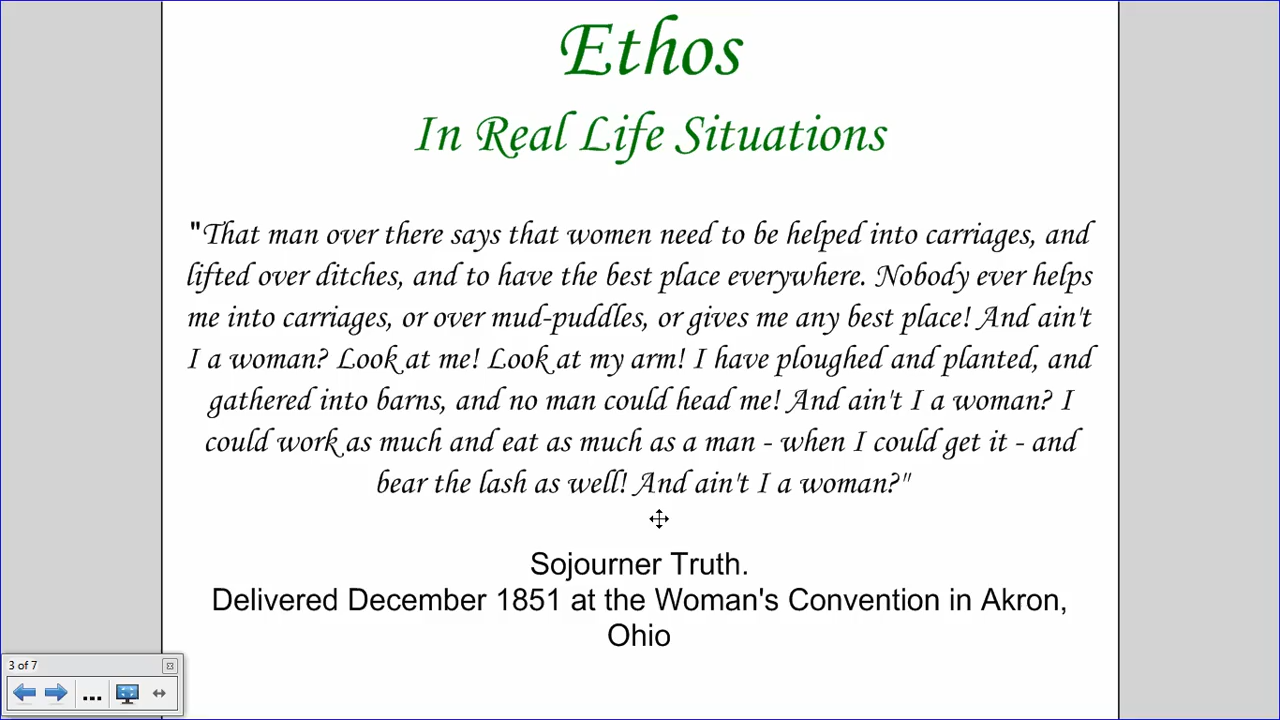 Ethos
In Real Life Situations
"That man over there says that women need to be helped into carriages, and
lifted over ditches, and to have the best place everywhere. Nobody ever helps
me into carriages, or over mud-puddles, or gives me any best place! And ain't
I a woman? Look at me! Look at my arm! I have ploughed and planted, and
gathered into barns, and no man could head me! And ain't I a woman? I
could work as much and eat as much as a man - when I could get it - and
bear the lash as well! And ain't I a woman?"
Sojourner Truth.
Delivered December 1851 at the Woman's Convention in Akron,
Ohio
3 of 7
...